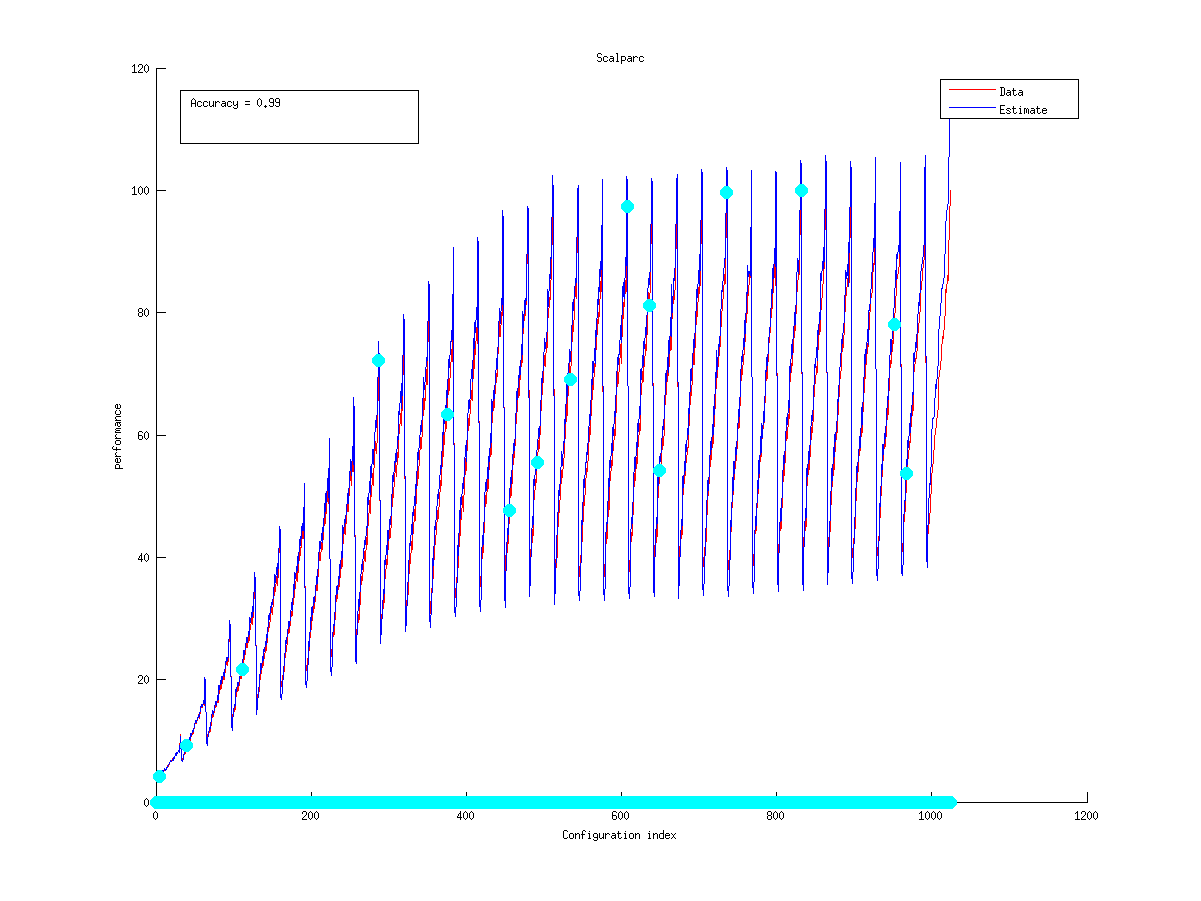 Scalparc
120
100
80
60
40
20
0
performance
Accuracy = 0.99
Data
Estimate
0 200 400 600 800 1000 1200
Configuration index